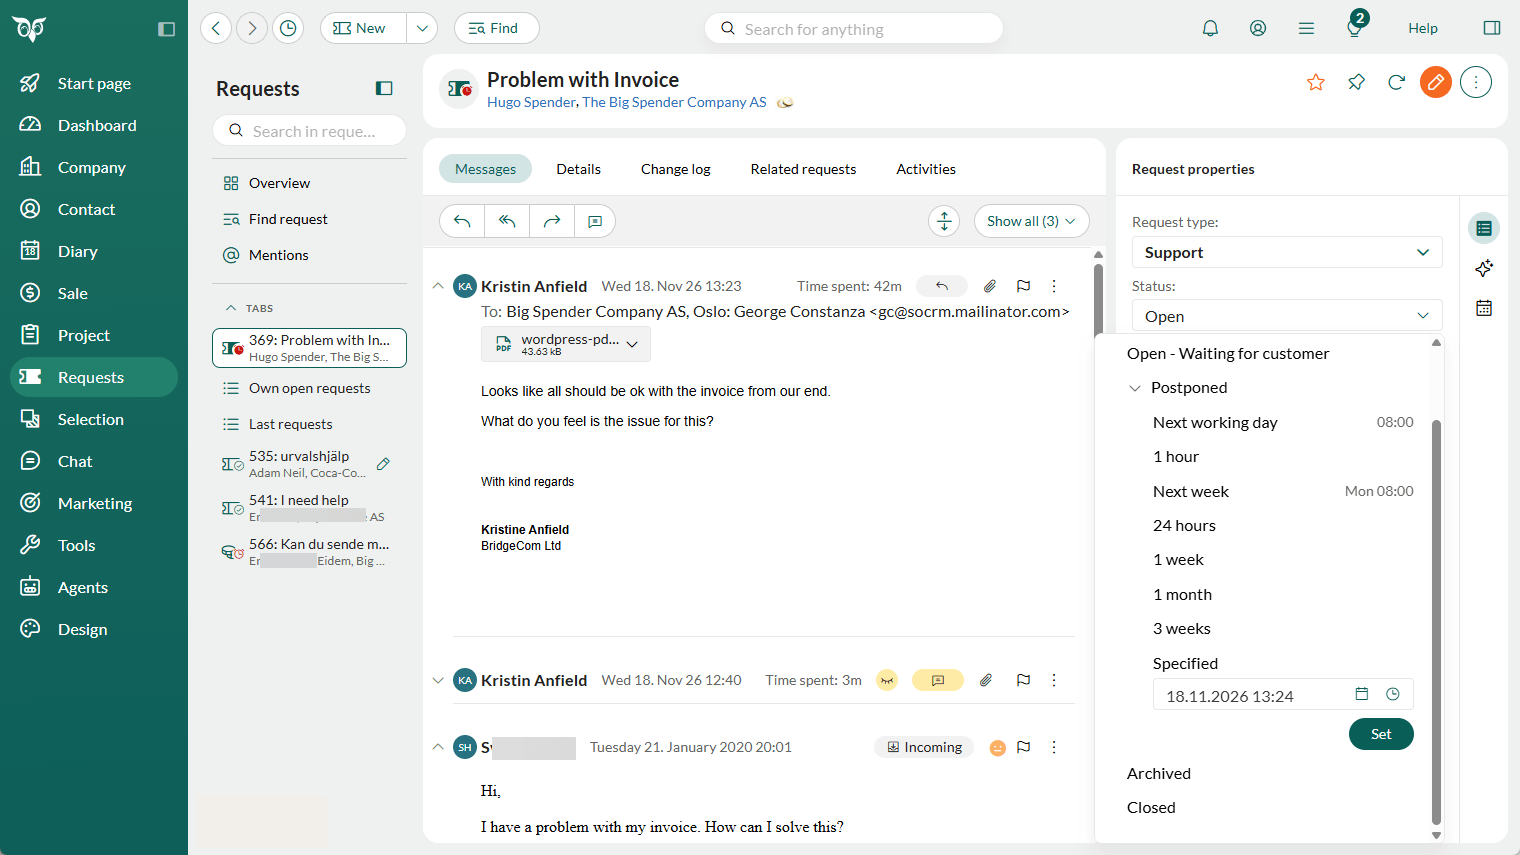 New
Find
Search for anything
2
Help
Start page
Dashboard
Company
Contact
18
Diary
Sale
Project
Requests
Selection
Chat
Marketing
Tools
Agents
Design
Requests
Search in reque...
Overview
Find request
Mentions
TABS
369: Problem with In...
Hugo Spender, The Big S...
Own open requests
Last requests
535: urvalshjälp
Adam Neil, Coca-Co...
541: I need help
AS
566: Kan du sende m...
Eidem, Big ...
Problem with Invoice
Hugo Spender, The Big Spender Company AS
Messages
Details
Change log
Related requests
Activities
Show all (3)
KA
Kristin Anfield
Wed 18. Nov 26 13:23
Time spent: 42m
To: Big Spender Company AS, Oslo: George Constanza <gc@socrm.mailinator.com>
PDF
wordpress-pd...
43.63 kB
Looks like all should be ok with the invoice from our end.
What do you feel is the issue for this?
With kind regards
Kristine Anfield
BridgeCom Ltd
KA
Kristin Anfield
Wed 18. Nov 26 12:40
Time spent: 3m
SH
Tuesday 21. January 2020 20:01
Incoming
Hi,
I have a problem with my invoice. How can I solve this?
Request properties
Request type:
Support
Status:
Open
Open - Waiting for customer
Postponed
Next working day 08:00
1 hour
Next week Mon 08:00
24 hours
1 week
1 month
3 weeks
Specified
18.11.2026 13:24
Set
Archived
Closed